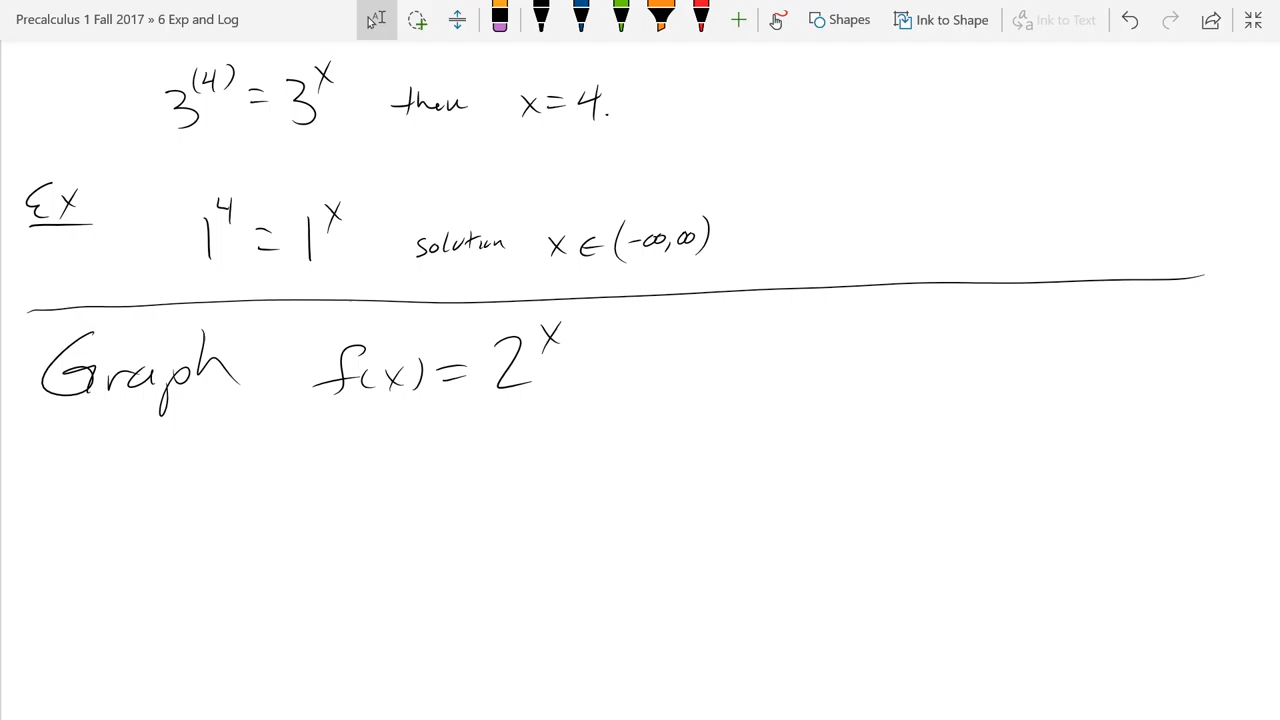 Precalculus 1 Fall 2017 » 6 Exp and Log
Shapes
Ink to Shape
Ink to Text
3^(4) = 3^x then x=4.
Ex 1^4 = 1^x solution x ∈ (-∞,∞)
Graph f(x) = 2^x